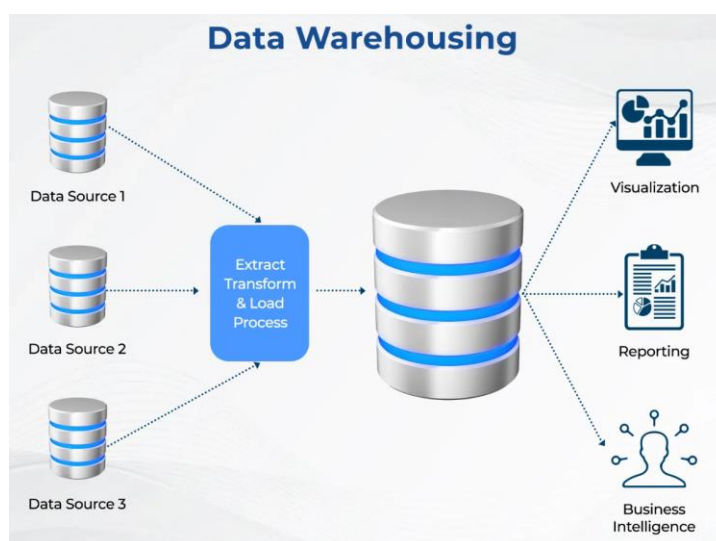 Data Warehousing
Data Source 1
Data Source 2
Data Source 3
Extract
Transform
& Load
Process
Visualization
Reporting
Business
Intelligence